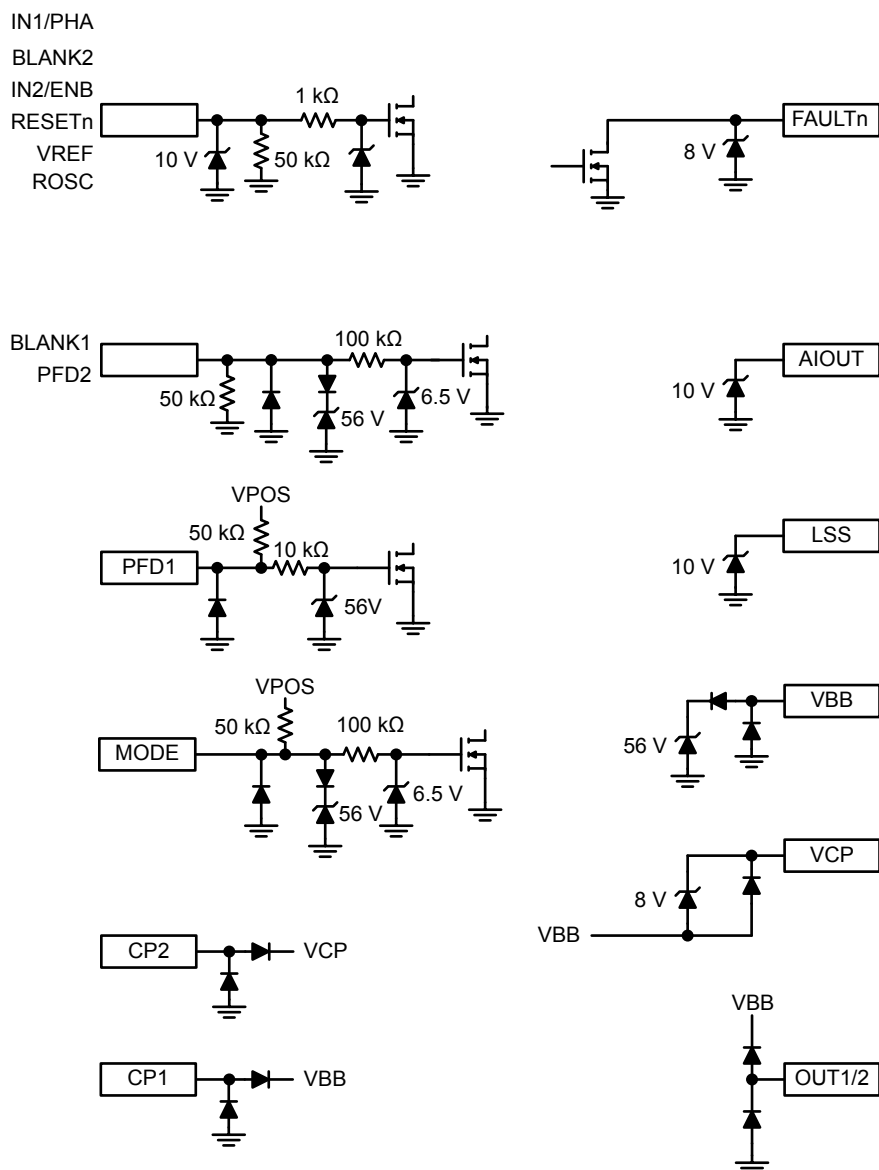 IN1/PHA
BLANK2
IN2/ENB
RESETn
VREF
ROSC
10 V
50 kΩ
1 kΩ
8 V
FAULTn
BLANK1
PFD2
50 kΩ
56 V
100 kΩ
6.5 V
10 V
AIOUT
VPOS
50 kΩ
10 kΩ
PFD1
56V
10 V
LSS
VPOS
50 kΩ
100 kΩ
MODE
56 V
6.5 V
56 V
VBB
8 V
VCP
VBB
CP2
VCP
CP1
VBB
VBB
OUT1/2